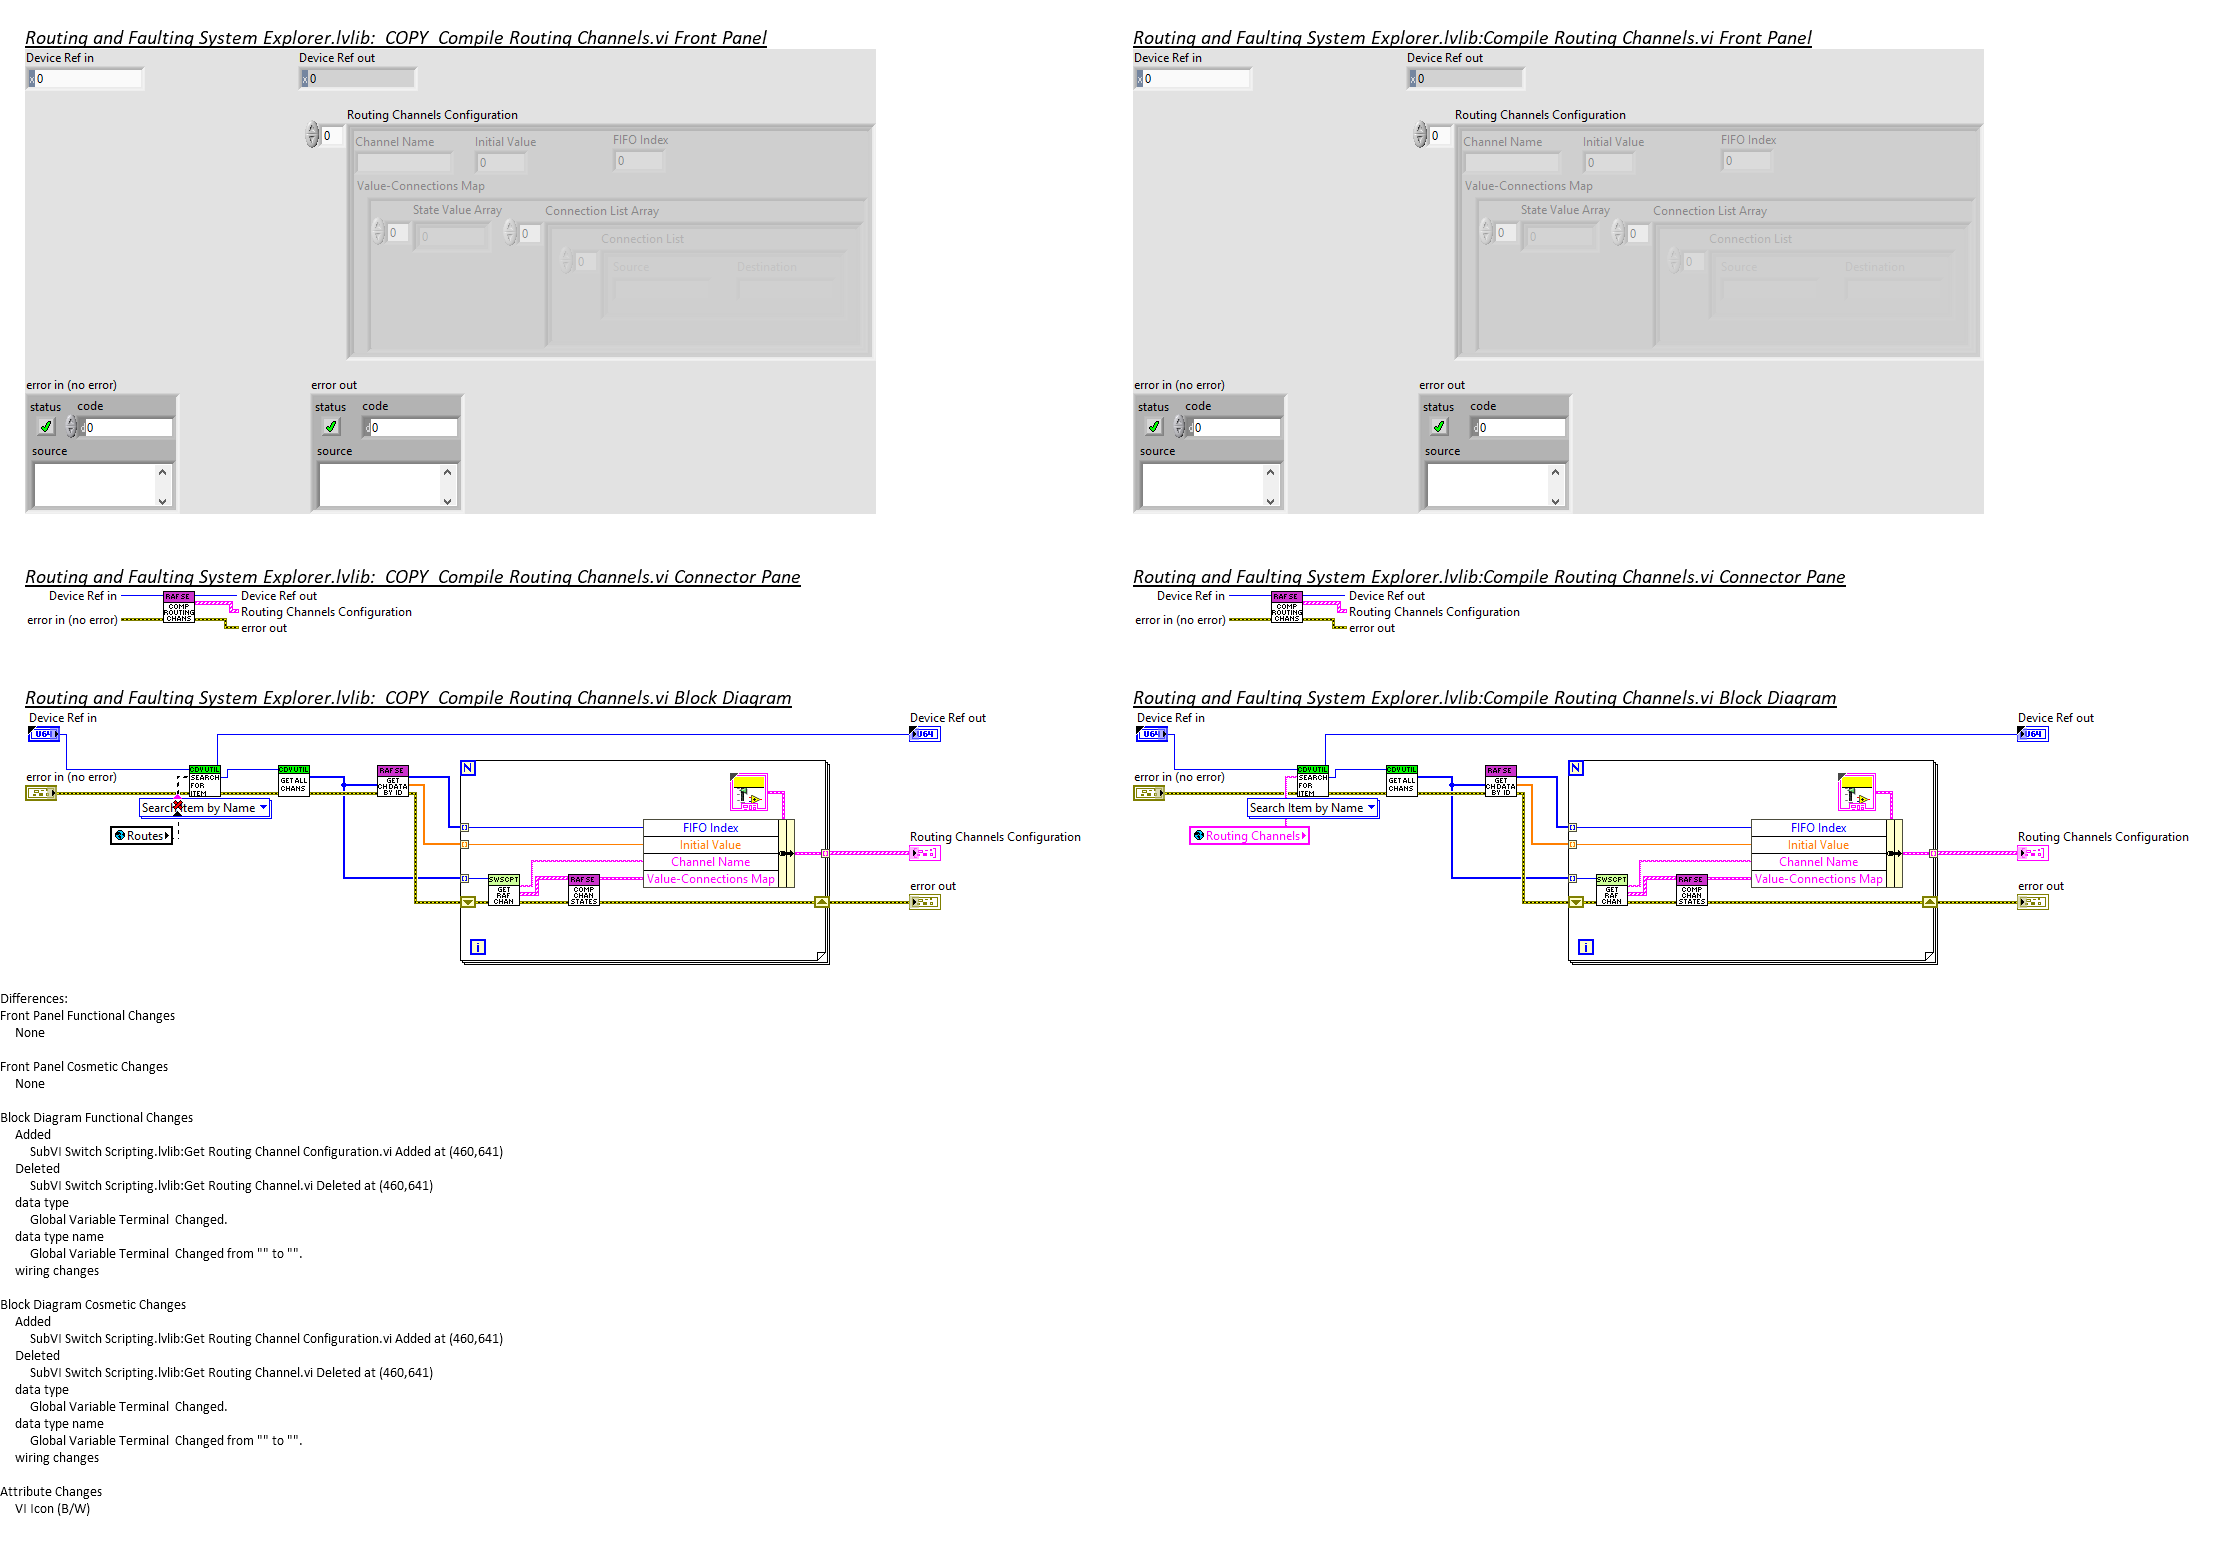 Routing and Faulting System Explorer.lvlib:_COPY_Compile Routing Channels.vi Front Panel
Device Ref in
Device Ref out
x 0
x 0
Routing Channels Configuration
0
Channel Name
Initial Value
FIFO Index
0
0
Value-Connections Map
State Value Array
Connection List Array
0
0
0
Connection List
0
Source
Destination
error in (no error)
error out
status
code
status
code
d 0
d 0
source
source
Routing and Faulting System Explorer.lvlib:Compile Routing Channels.vi Front Panel
Device Ref in
Device Ref out
x 0
x 0
Routing Channels Configuration
0
Channel Name
Initial Value
FIFO Index
0
0
Value-Connections Map
State Value Array
Connection List Array
0
0
0
Connection List
0
Source
Destination
error in (no error)
error out
status
code
status
code
d 0
d 0
source
source
Routing and Faulting System Explorer.lvlib:_COPY_Compile Routing Channels.vi Connector Pane
Device Ref in
RAF SE
COMP
ROUTING
CHANS
Device Ref out
Routing Channels Configuration
error in (no error)
error out
Routing and Faulting System Explorer.lvlib:Compile Routing Channels.vi Connector Pane
Device Ref in
RAF SE
COMP
ROUTING
CHANS
Device Ref out
Routing Channels Configuration
error in (no error)
error out
Routing and Faulting System Explorer.lvlib:_COPY_Compile Routing Channels.vi Block Diagram
Device Ref in
U64
Device Ref out
U64
error in (no error)
CDV UTIL
SEARCH
FOR
ITEM
CDV UTIL
GET ALL
CHANS
RAF SE
GET
CHDATA
BY ID
N
Search Item by Name
Routes
FIFO Index
Initial Value
Channel Name
Value-Connections Map
Routing Channels Configuration
SWSCPT
GET
RAF
CHAN
RAF SE
COMP
CHAN
STATES
error out
i
Routing and Faulting System Explorer.lvlib:Compile Routing Channels.vi Block Diagram
Device Ref in
U64
Device Ref out
U64
error in (no error)
CDV UTIL
SEARCH
FOR
ITEM
CDV UTIL
GET ALL
CHANS
RAF SE
GET
CHDATA
BY ID
N
Search Item by Name
Routing Channels
FIFO Index
Initial Value
Channel Name
Value-Connections Map
Routing Channels Configuration
SWSCPT
GET
RAF
CHAN
RAF SE
COMP
CHAN
STATES
error out
i
Differences:
Front Panel Functional Changes
None
Front Panel Cosmetic Changes
None
Block Diagram Functional Changes
Added
SubVI Switch Scripting.lvlib:Get Routing Channel Configuration.vi Added at (460,641)
Deleted
SubVI Switch Scripting.lvlib:Get Routing Channel.vi Deleted at (460,641)
data type
Global Variable Terminal  Changed.
data type name
Global Variable Terminal  Changed from "" to "".
wiring changes
Block Diagram Cosmetic Changes
Added
SubVI Switch Scripting.lvlib:Get Routing Channel Configuration.vi Added at (460,641)
Deleted
SubVI Switch Scripting.lvlib:Get Routing Channel.vi Deleted at (460,641)
data type
Global Variable Terminal  Changed.
data type name
Global Variable Terminal  Changed from "" to "".
wiring changes
Attribute Changes
VI Icon (B/W)